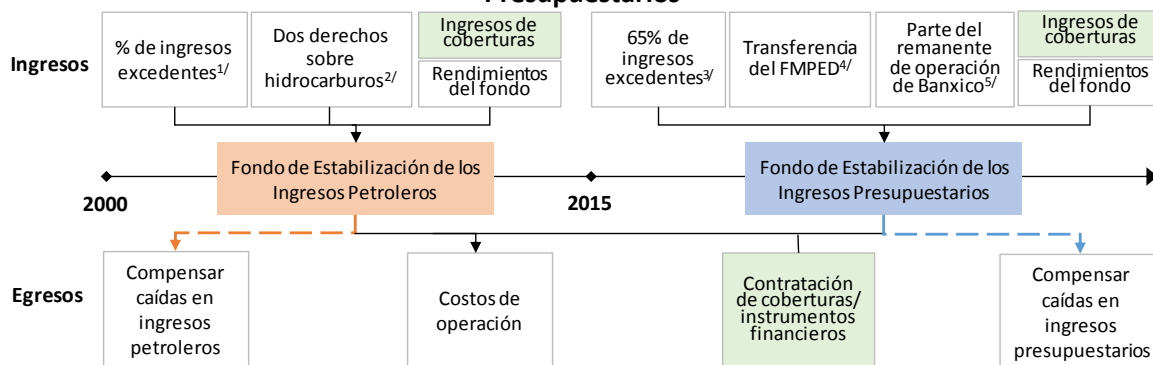 Presupuestarios
Ingresos
% de ingresos
excedentes1/
Dos derechos
sobre
hidrocarburos2/
Ingresos de
coberturas
Rendimientos
del fondo
65% de
ingresos
excedentes3/
Transferencia
del FMPED4/
Parte del
remanente
de operación
de Banxico5/
Ingresos de
coberturas
Rendimientos
del fondo
Fondo de Estabilización de los
Ingresos Petroleros
Fondo de Estabilización de los
Ingresos Presupuestarios
2000
2015
Egresos
Compensar
caídas en
ingresos
petroleros
Costos de
operación
Contratación
de coberturas/
instrumentos
financieros
Compensar
caídas en
ingresos
presupuestarios